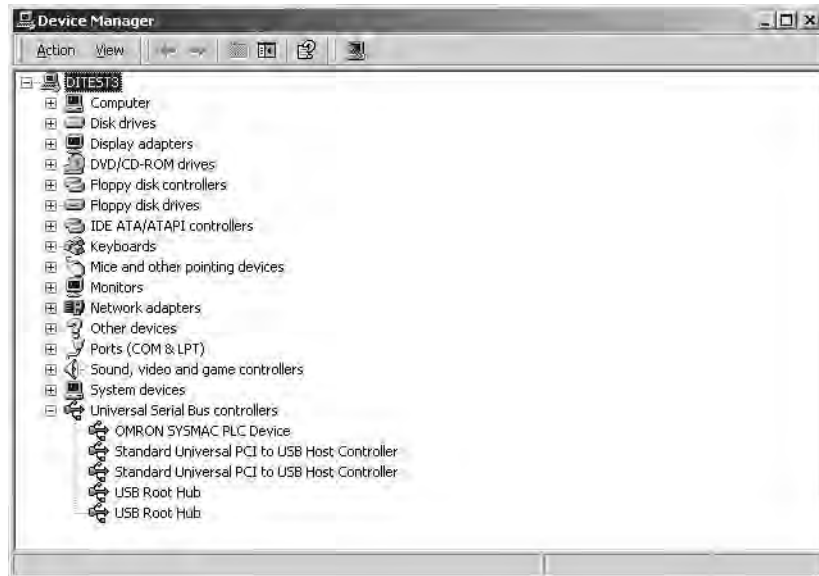 Device Manager
Action View
DITEST3
Computer
Disk drives
Display adapters
DVD/CD-ROM drives
Floppy disk controllers
Floppy disk drives
IDE ATA/ATAPI controllers
Keyboards
Mice and other pointing devices
Monitors
Network adapters
Other devices
Ports (COM & LPT)
Sound, video and game controllers
System devices
Universal Serial Bus controllers
OMRON SYSMAC PLC Device
Standard Universal PCI to USB Host Controller
Standard Universal PCI to USB Host Controller
USB Root Hub
USB Root Hub